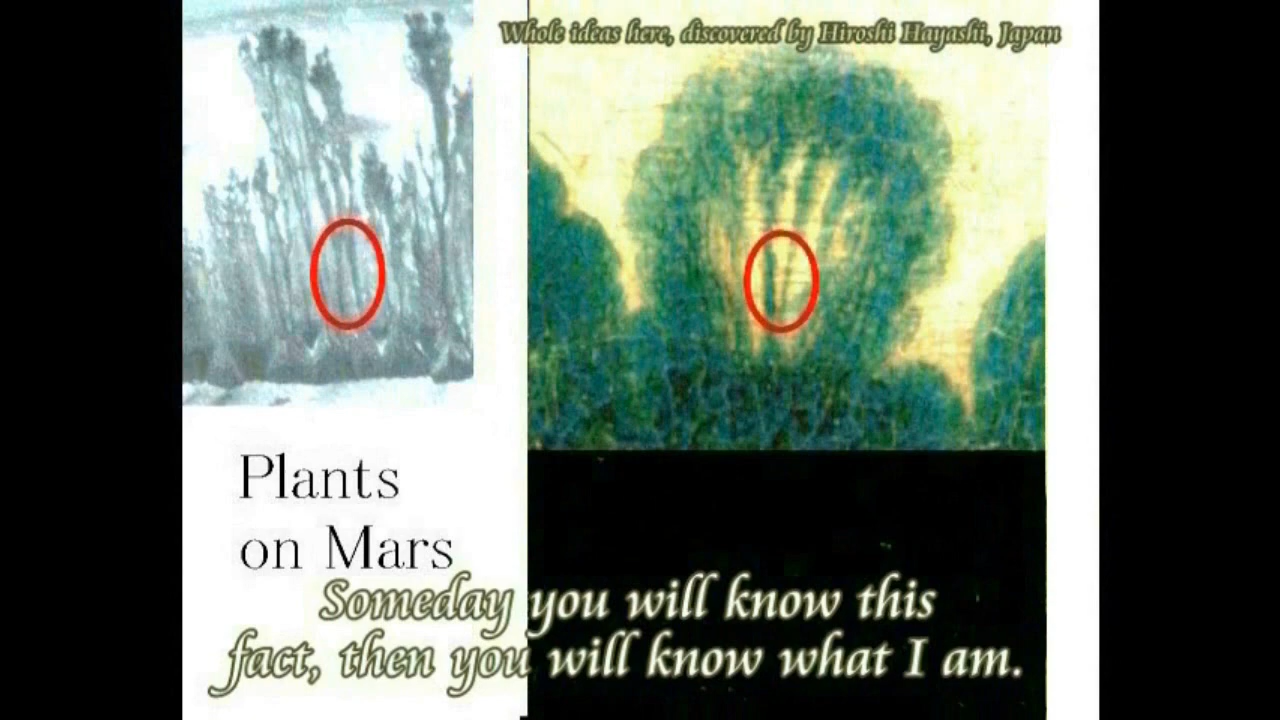 Whole ideas here, discovered by Hiroshi Hayashi, Japan
Plants
on Mars
Someday you will know this
fact, then you will know what I am.